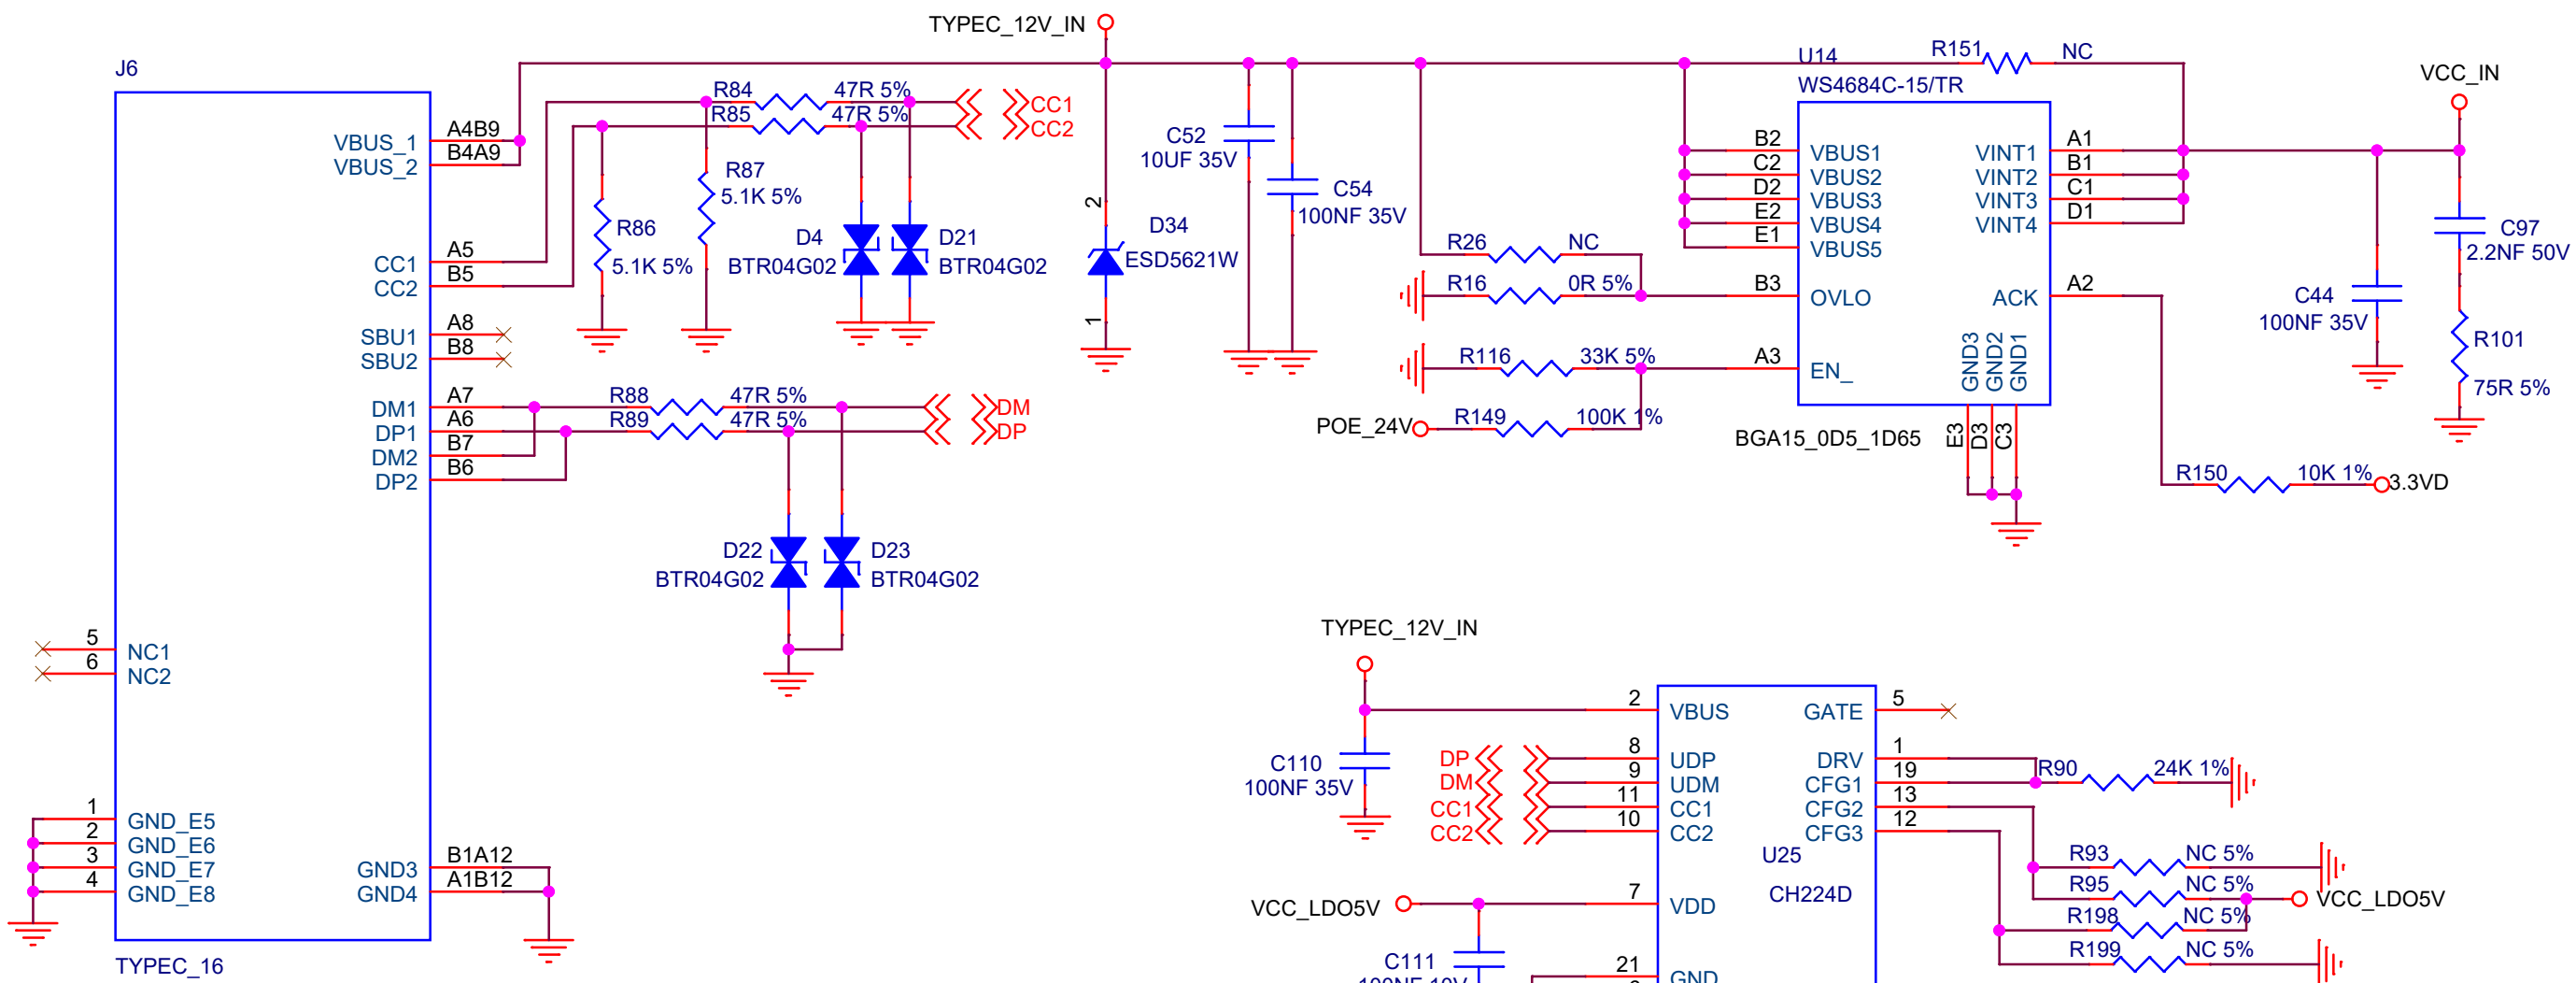 TYPEC_12V_IN
J6
U14
WS4684C-15/TR
R151
NC
VCC_IN
R84
47R 5%
CC1
R85
47R 5%
CC2
VBUS_1
A4B9
VBUS_2
B4A9
R87
5.1K 5%
R86
5.1K 5%
C52
10UF 35V
C54
100NF 35V
D4
BTR04G02
D21
BTR04G02
2
D34
ESD5621W
1
CC1
A5
CC2
B5
SBU1
A8
SBU2
B8
DM1
A7
DP1
A6
DM2
B7
DP2
B6
R88
47R 5%
DM
R89
47R 5%
DP
D22
BTR04G02
D23
BTR04G02
5
NC1
6
NC2
1
GND_E5
2
GND_E6
3
GND_E7
4
GND_E8
GND3
B1A12
GND4
A1B12
TYPEC_16
B2
VBUS1
C2
VBUS2
D2
VBUS3
E2
VBUS4
E1
VBUS5
VINT1
A1
VINT2
B1
VINT3
C1
VINT4
D1
R26
NC
R16
0R 5%
B3
OVLO
ACK
A2
R116
33K 5%
A3
EN_
POE_24V
R149
100K 1%
GND3
GND2
GND1
E3
D3
C3
BGA15_0D5_1D65
C97
2.2NF 50V
C44
100NF 35V
R101
75R 5%
R150
10K 1%
3.3VD
TYPEC_12V_IN
2
VBUS
GATE
5
C110
100NF 35V
DP
8
UDP
DM
9
UDM
CC1
11
CC1
CC2
10
CC2
DRV
1
CFG1
19
CFG2
13
CFG3
12
R90
24K 1%
U25
CH224D
R93
NC 5%
R95
NC 5%
VCC_LDO5V
R198
NC 5%
R199
NC 5%
VCC_LDO5V
7
VDD
C111
100NF 10V
21
GND